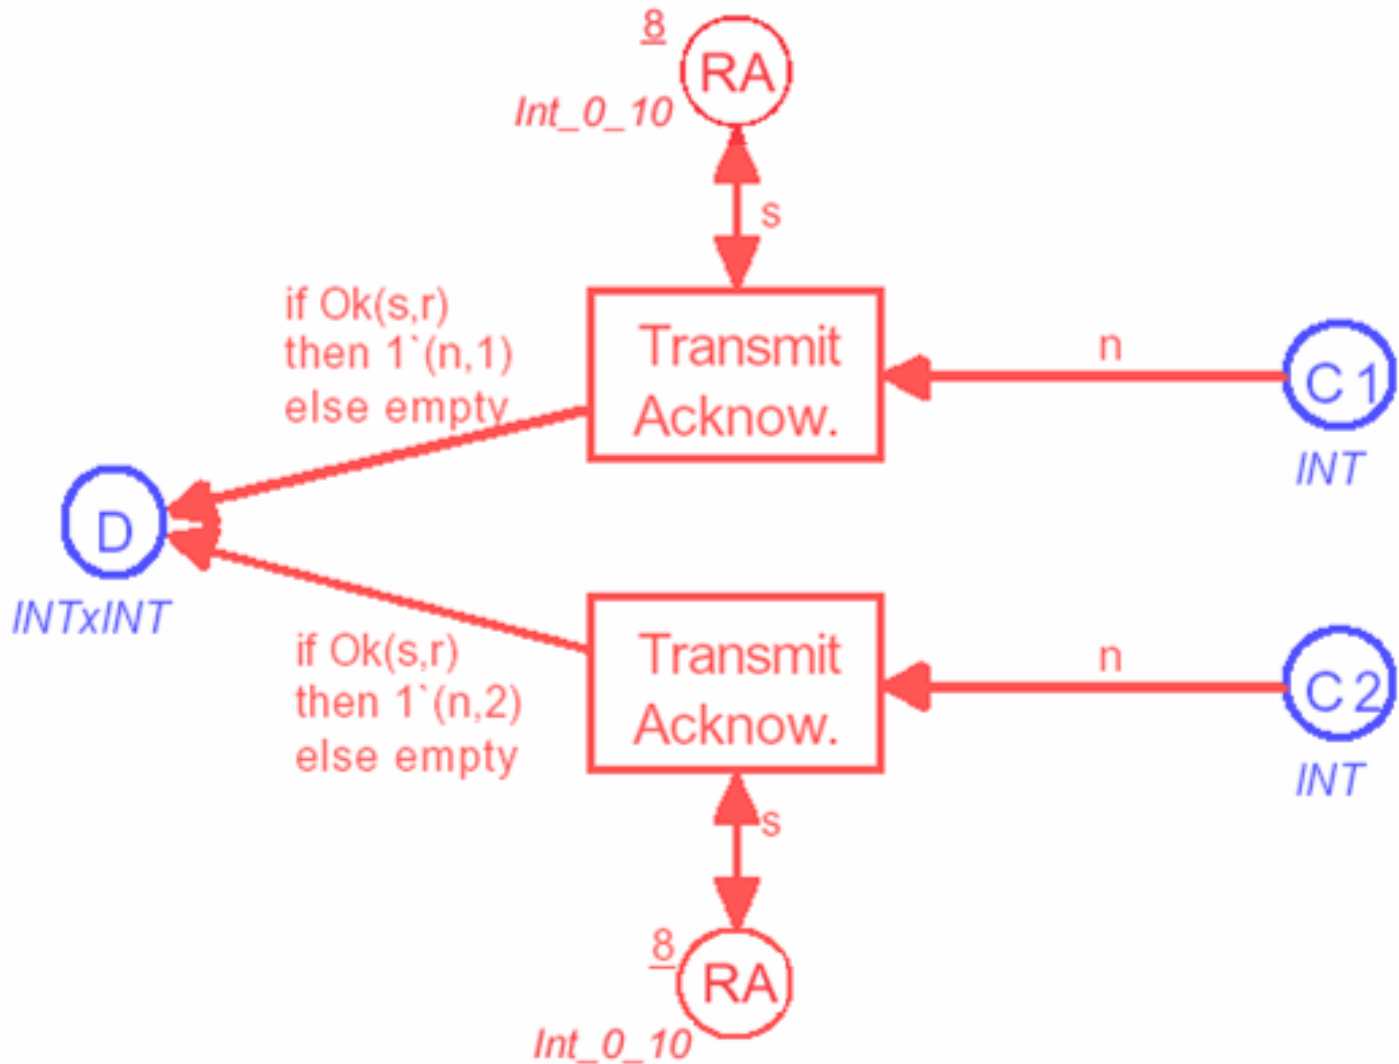 8
RA
Int_0_10
s
if Ok(s,r)
then 1`(n,1)
else empty
Transmit
Acknow.
n
C1
INT
D
INTxINT
if Ok(s,r)
then 1`(n,2)
else empty
Transmit
Acknow.
n
C2
INT
s
8
RA
Int_0_10